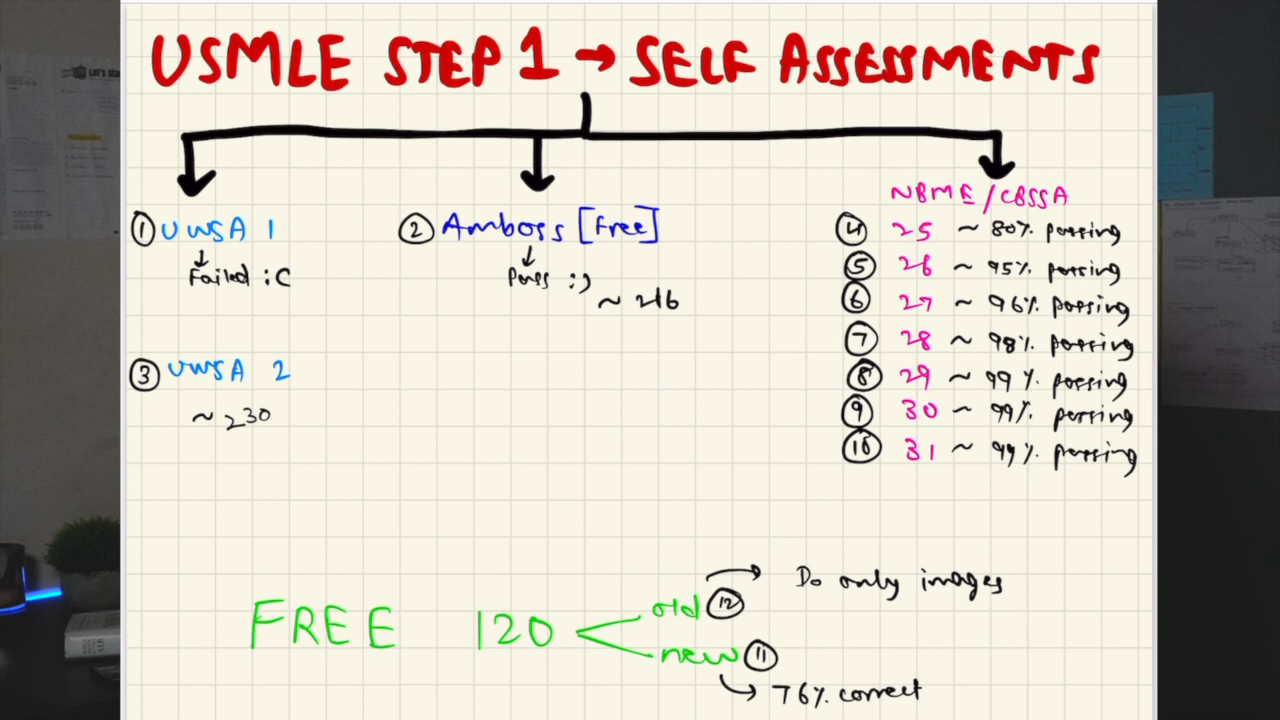 USMLE STEP 1 → SELF ASSESSMENTS
① UWSA 1
↓
Failed :C
② Amboss [Free]
↓
Pass :)
~ 216
③ UWSA 2
~ 230
NBME / CBSSA
④ 25 ~ 80% passing
⑤ 26 ~ 95% passing
⑥ 27 ~ 96% passing
⑦ 28 ~ 98% passing
⑧ 29 ~ 99% passing
⑨ 30 ~ 99% passing
⑩ 31 ~ 99% passing
FREE 120
old ⑫ → Do only images
new ⑪
→ 76% correct
Let's sta